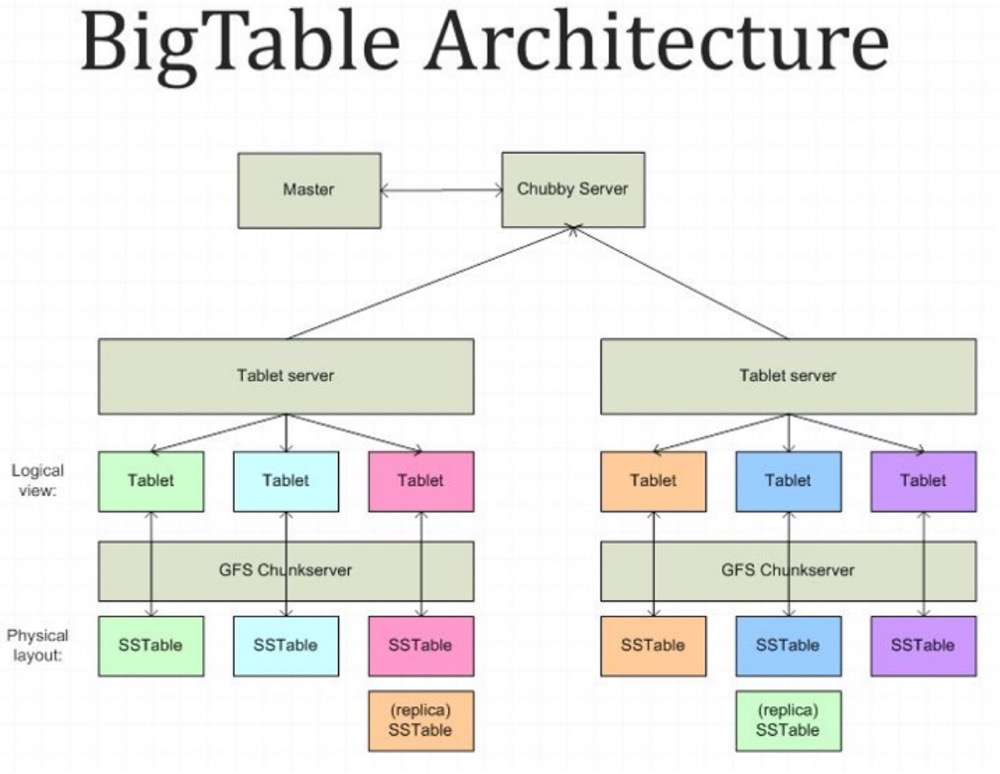 BigTable Architecture
Master
Chubby Server
Tablet server
Tablet server
Logical
view:
Tablet
Tablet
Tablet
Tablet
Tablet
Tablet
GFS Chunkserver
GFS Chunkserver
Physical
layout:
SSTable
SSTable
SSTable
SSTable
SSTable
SSTable
(replica)
SSTable
(replica)
SSTable